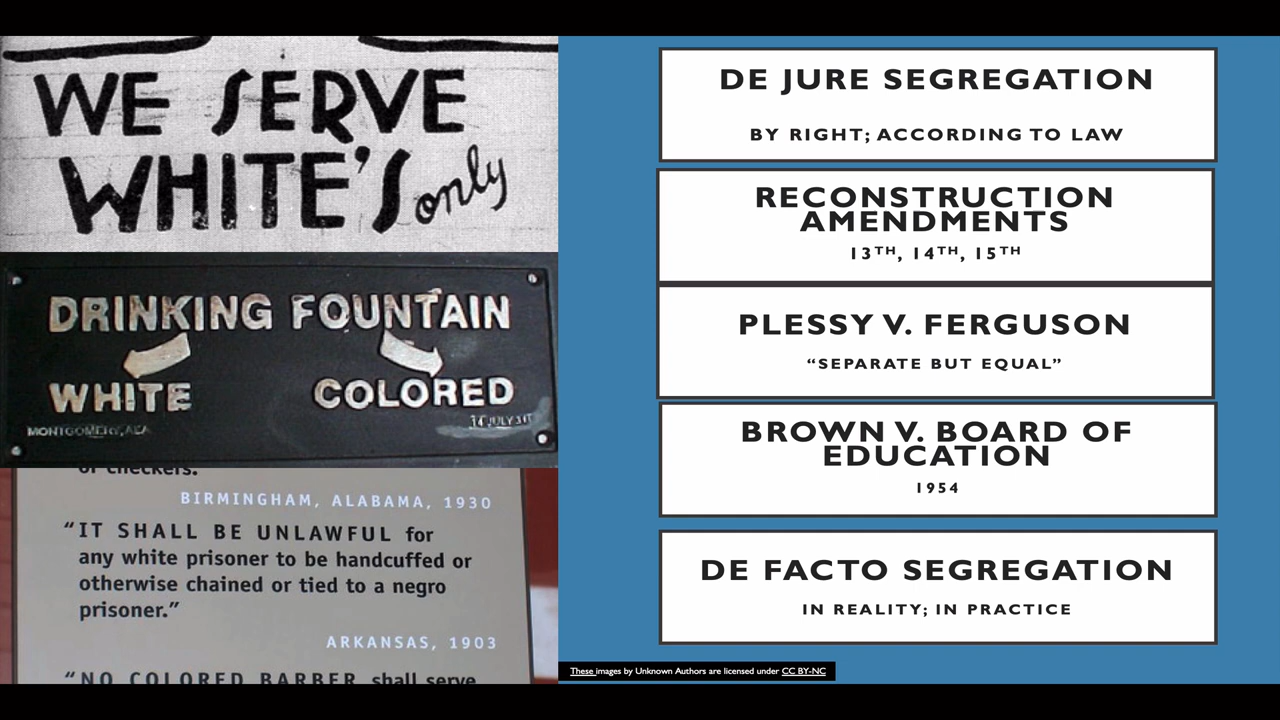 WE SERVE
WHITE'S only
DRINKING FOUNTAIN
WHITE COLORED
MONTGOMERY, ALA.
of checkers.
BIRMINGHAM, ALABAMA, 1930
“IT SHALL BE UNLAWFUL for
any white prisoner to be handcuffed or
otherwise chained or tied to a negro
prisoner.”
ARKANSAS, 1903
“NO COLORED BARBER shall serve
DE JURE SEGREGATION
BY RIGHT; ACCORDING TO LAW
RECONSTRUCTION
AMENDMENTS
13TH, 14TH, 15TH
PLESSY V. FERGUSON
“SEPARATE BUT EQUAL”
BROWN V. BOARD OF
EDUCATION
1954
DE FACTO SEGREGATION
IN REALITY; IN PRACTICE
These images by Unknown Authors are licensed under CC BY-NC